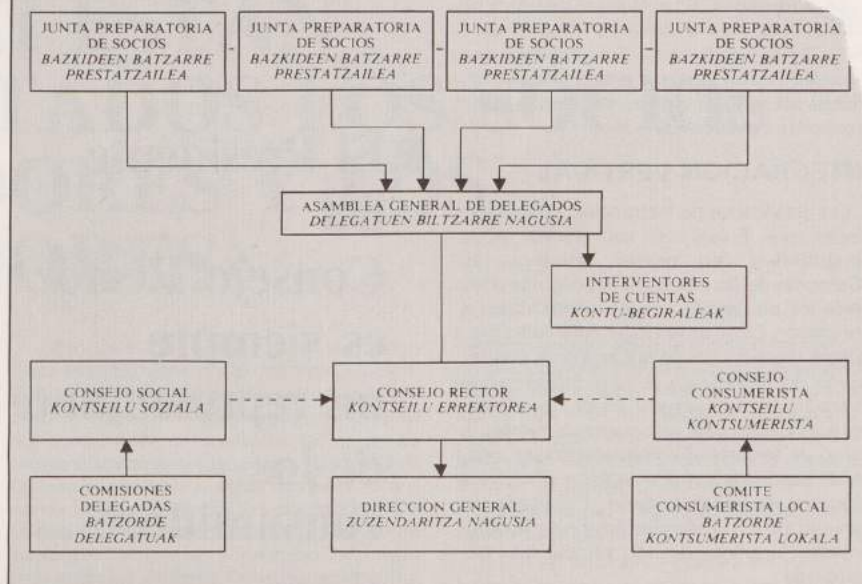 JUNTA PREPARATORIA
DE SOCIOS
BAZKIDEEN BATZARRE
PRESTATZAILEA
JUNTA PREPARATORIA
DE SOCIOS
BAZKIDEEN BATZARRE
PRESTATZAILEA
JUNTA PREPARATORIA
DE SOCIOS
BAZKIDEEN BATZARRE
PRESTATZAILEA
JUNTA PREPARATORIA
DE SOCIOS
BAZKIDEEN BATZARRE
PRESTATZAILEA
ASAMBLEA GENERAL DE DELEGADOS
DELEGATUEN BILTZARRE NAGUSIA
INTERVENTORES
DE CUENTAS
KONTU-BEGIRALEAK
CONSEJO SOCIAL
KONTSEILU SOZIALA
CONSEJO RECTOR
KONTSEILU ERREKTOREA
CONSEJO
CONSUMERISTA
KONTSEILU
KONTSUMERISTA
COMISIONES
DELEGADAS
BATZORDE
DELEGATUAK
DIRECCION GENERAL
ZUZENDARITZA NAGUSIA
COMITE
CONSUMERISTA LOCAL
BATZORDE
KONTSUMERISTA LOKALA